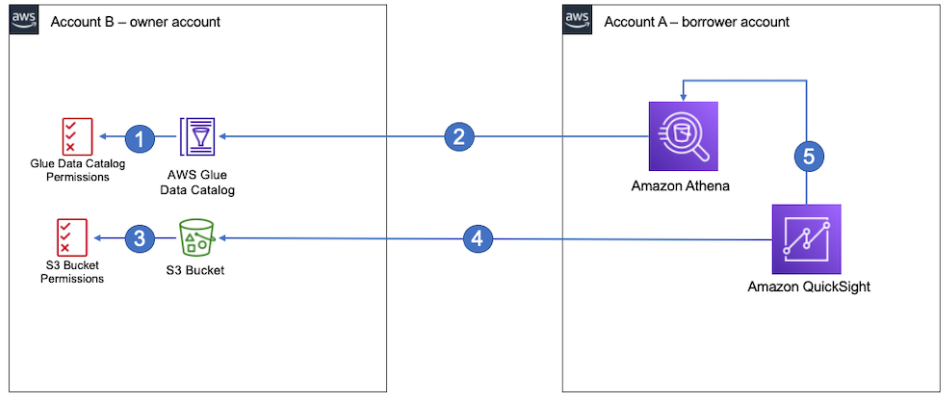 aws
Account B – owner account
aws
Account A – borrower account
1
2
5
Glue Data Catalog
Permissions
AWS Glue
Data Catalog
Amazon Athena
3
4
S3 Bucket
Permissions
S3 Bucket
Amazon QuickSight